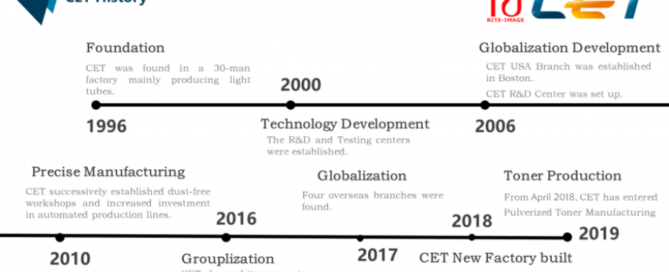 CET History
RITE-IMAGE
CET
Foundation
CET was found in a 30-man
factory mainly producing light
tubes.
2000
Globalization Development
CET USA Branch was established
in Boston.
CET R&D Center was set up.
1996
Technology Development
The R&D and Testing centers
were established.
2006
Precise Manufacturing
CET successively established dust-free
workshops and increased investment
in automated production lines.
2016
Globalization
Four overseas branches were
found.
2018
Toner Production
From April 2018, CET has entered
Pulverized Toner Manufacturing
2019
2010
Grouplization
2017
CET New Factory built